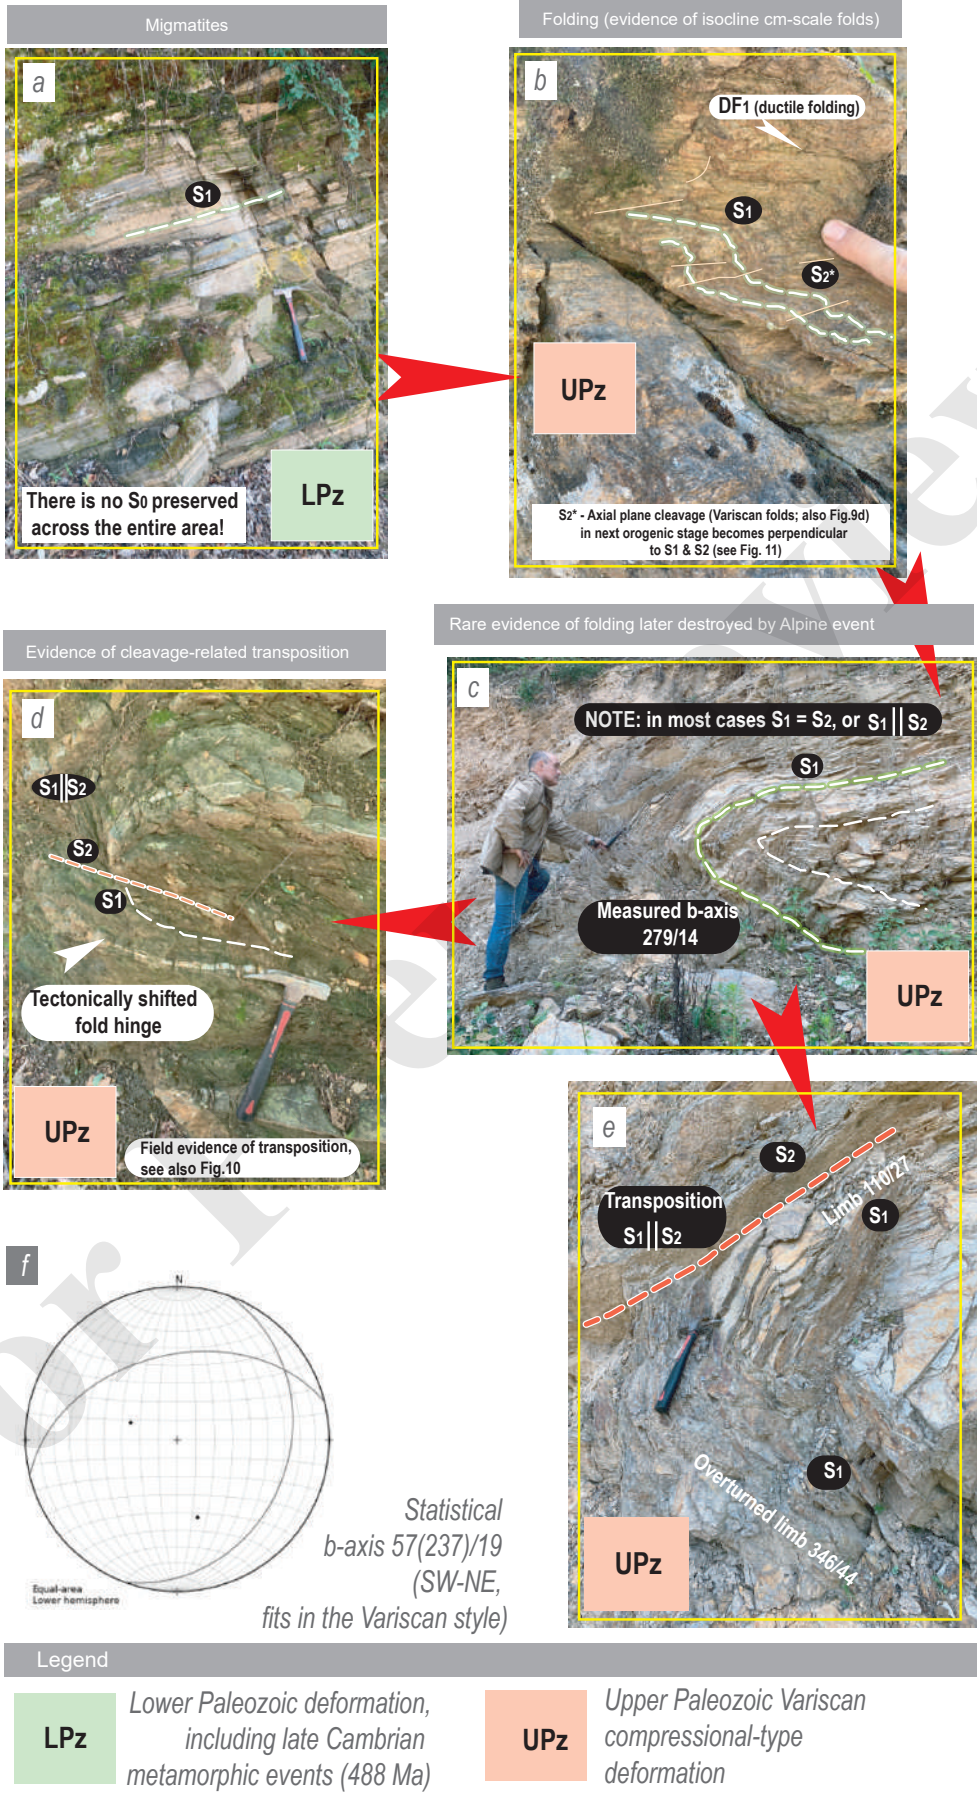 Migmatites
a
S1
There is no S0 preserved
across the entire area!
LPz
Folding (evidence of isocline cm-scale folds)
b
DF1 (ductile folding)
S1
S2*
UPz
S2* - Axial plane cleavage (Variscan folds; also Fig.9d)
in next orogenic stage becomes perpendicular
to S1 & S2 (see Fig. 11)
Rare evidence of folding later destroyed by Alpine event
c
NOTE: in most cases S1 = S2, or S1||S2
S1
Measured b-axis
279/14
UPz
Evidence of cleavage-related transposition
d
S1||S2
S2
S1
Tectonically shifted
fold hinge
UPz
Field evidence of transposition,
see also Fig.10
e
S2
Transposition
S1||S2
Limb 110/27
S1
S1
Overturned limb 346/44
UPz
f
N
Equal-area
Lower hemisphere
Statistical
b-axis 57(237)/19
(SW-NE,
fits in the Variscan style)
Legend
LPz
Lower Paleozoic deformation,
including late Cambrian
metamorphic events (488 Ma)
UPz
Upper Paleozoic Variscan
compressional-type
deformation